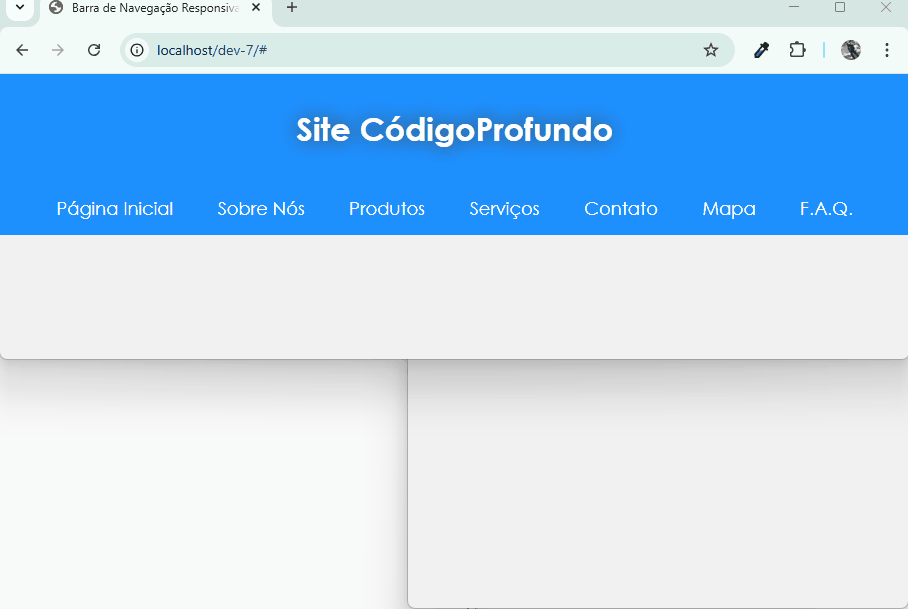 Barra de Navegação Responsiva
localhost/dev-7/#
Site CódigoProfundo
Página Inicial Sobre Nós Produtos Serviços Contato Mapa F.A.Q.